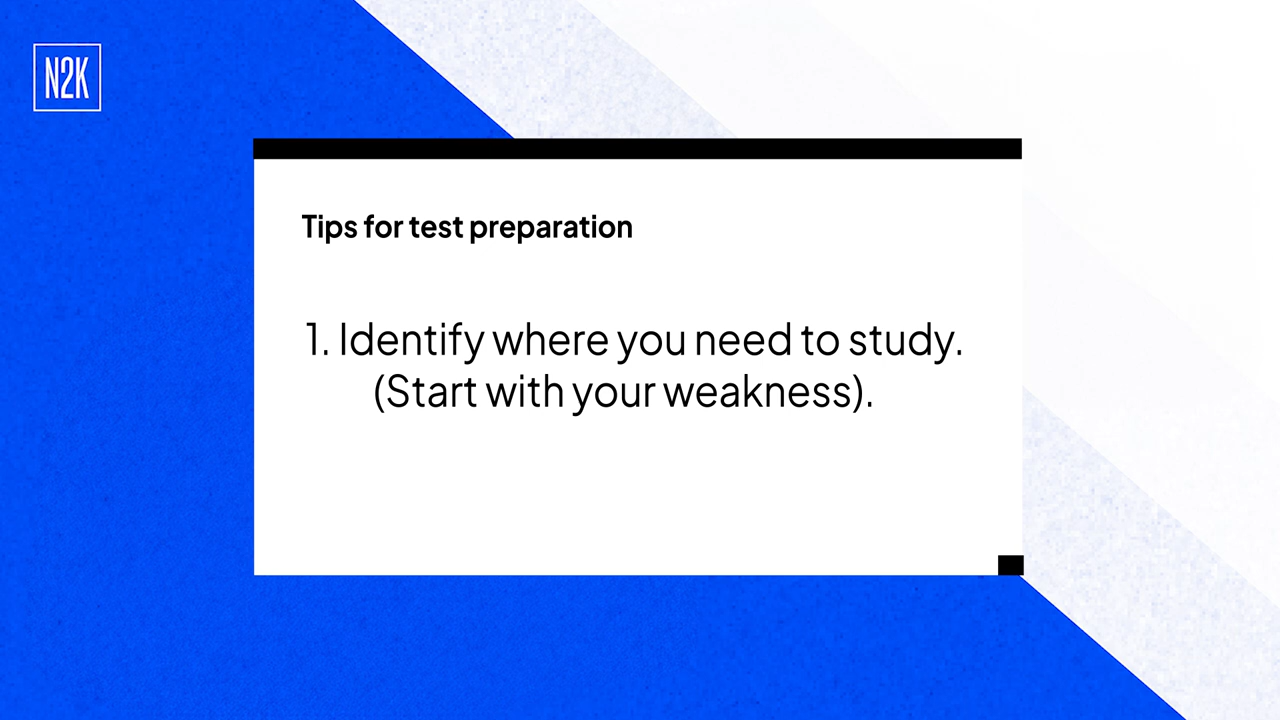 N2K
Tips for test preparation
1. Identify where you need to study.
(Start with your weakness).